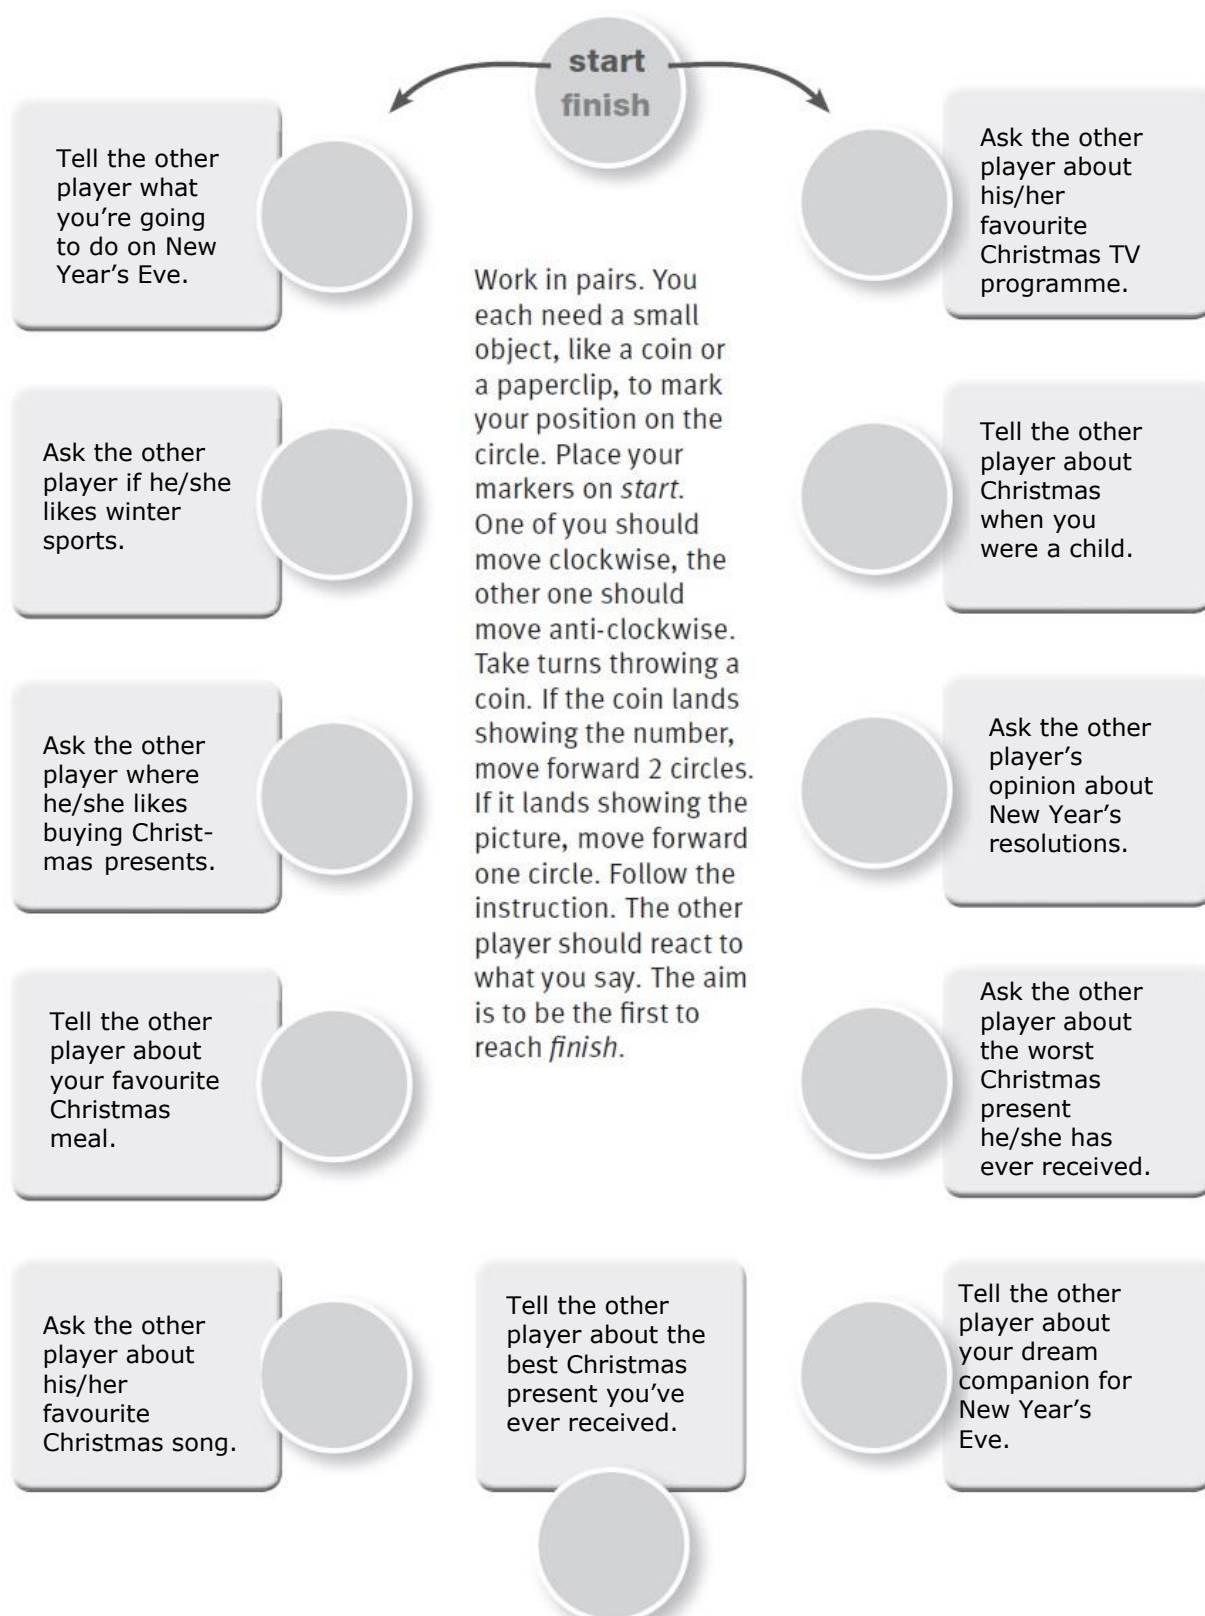 start
finish
Tell the other
player what
you're going
to do on New
Year's Eve.
Ask the other
player about
his/her
favourite
Christmas TV
programme.
Work in pairs. You
each need a small
object, like a coin or
a paperclip, to mark
your position on the
circle. Place your
markers on start.
One of you should
move clockwise, the
other one should
move anti-clockwise.
Take turns throwing a
coin. If the coin lands
showing the number,
move forward 2 circles.
If it lands showing the
picture, move forward
one circle. Follow the
instruction. The other
player should react to
what you say. The aim
is to be the first to
reach finish.
Ask the other
player if he/she
likes winter
sports.
Tell the other
player about
Christmas
when you
were a child.
Ask the other
player where
he/she likes
buying Christ-
mas presents.
Ask the other
player's
opinion about
New Year's
resolutions.
Tell the other
player about
your favourite
Christmas
meal.
Ask the other
player about
the worst
Christmas
present
he/she has
ever received.
Ask the other
player about
his/her
favourite
Christmas song.
Tell the other
player about the
best Christmas
present you've
ever received.
Tell the other
player about
your dream
companion for
New Year's
Eve.